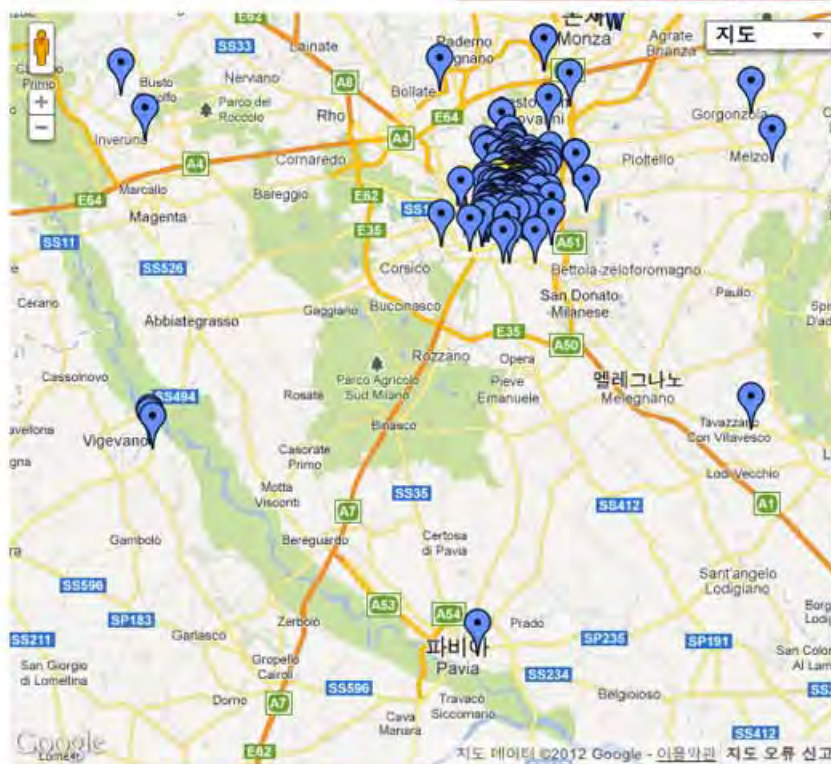 E62
SS33
Lainate
Paderno
Monza
지도
Agrate
Brianza
Primo
Busto
Nerviano
A8
Bollate
Parco del
Roccolo
Rho
E64
Gorgonzola
Inveruno
A4
A4
Cornaredo
Pioltello
Melzo
Marcallo
E64
Magenta
Bareggio
E62
SS11
E35
A51
SS526
Corsico
Bettola-zeloforomagno
Cerano
Abbiategrasso
Gaggiano
Buccinasco
San Donato
Milanese
Paullo
E35
A50
Rozzano
Opera
Cassolnovo
Parco Agricolo
Sud Milano
Pieve
Emanuele
멜레그나노
Melegnano
SS494
Rosate
Vigevano
Binasco
Tavazzano
Con Villavesco
Casorate
Primo
Lodi Vecchio
Motta
Visconti
SS35
SS412
A1
A7
Gambolò
Bereguardo
Certosa
di Pavia
SS596
Sant'angelo
Lodigiano
SP183
A53
A54
Prado
Zerbolò
SS211
Garlasco
파비아
Pavia
SP235
SP191
San Giorgio
di Lomellina
Gropello
Cairoli
SS596
SS234
Belgioioso
San Colo
Al Lam
Dorno
A7
Travacò
Siccomario
Cava
Manara
SS412
Google
E62
지도 데이터 ©2012 Google - 이용약관 지도 오류 신고